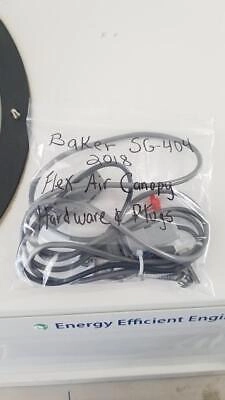 Baker SG-404
2018
Flex-Air Canopy
Hardware & Plugs
Energy Efficient Engi